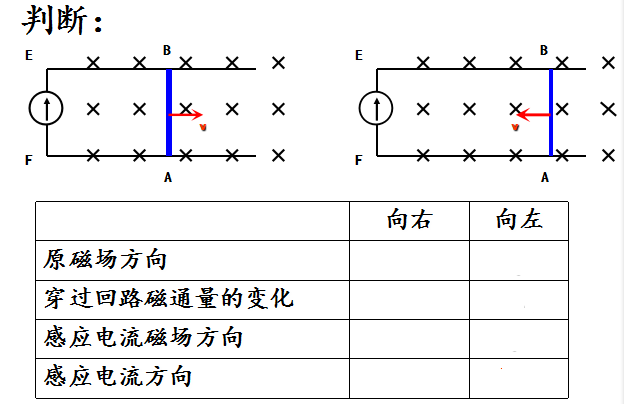 判断：
E B E B
v v
F A F A
向右 向左
原磁场方向
穿过回路磁通量的变化
感应电流磁场方向
感应电流方向